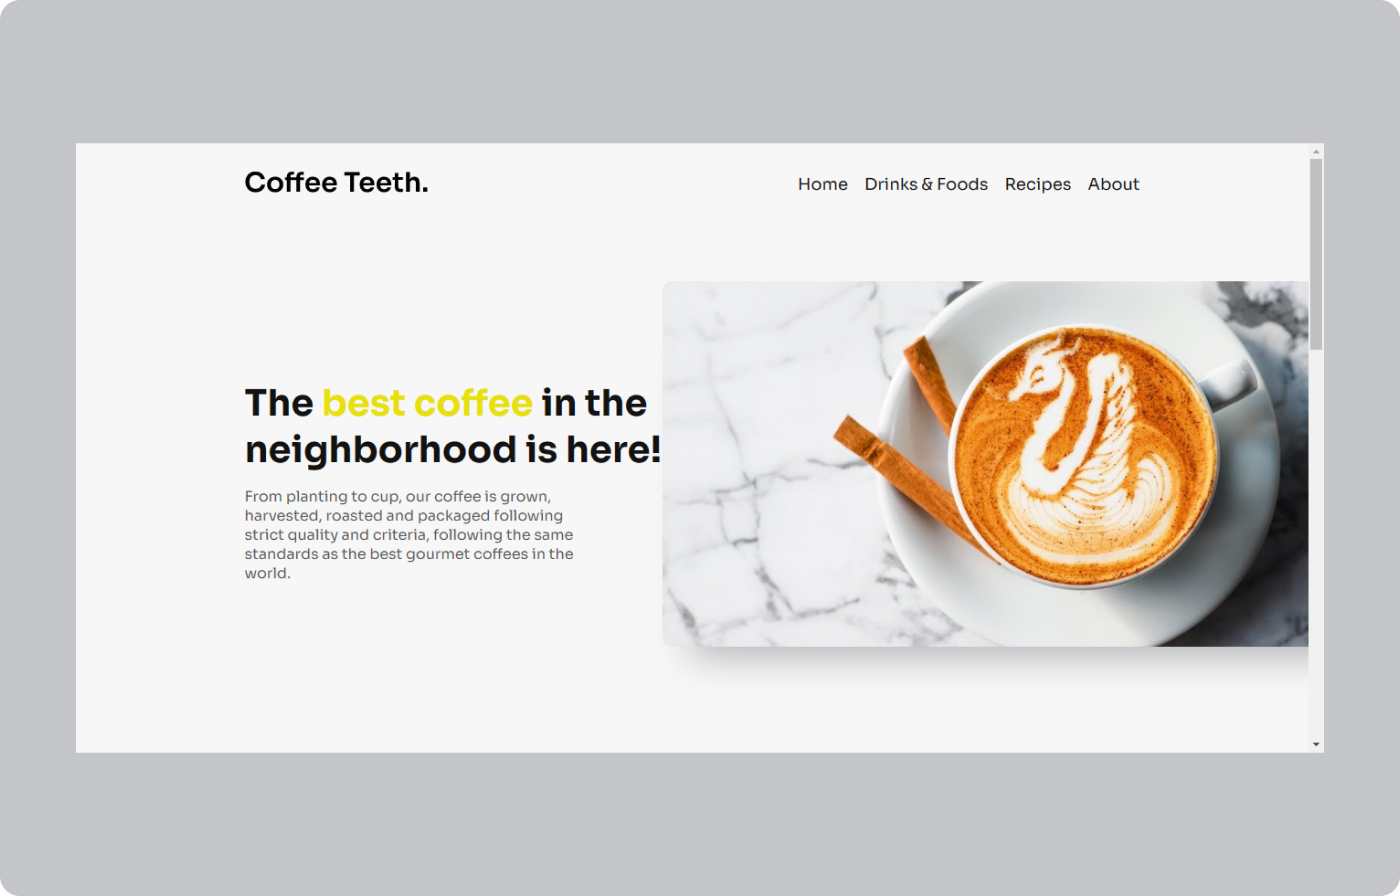 Coffee Teeth.
Home Drinks & Foods Recipes About
The best coffee in the
neighborhood is here!
From planting to cup, our coffee is grown,
harvested, roasted and packaged following
strict quality and criteria, following the same
standards as the best gourmet coffees in the
world.